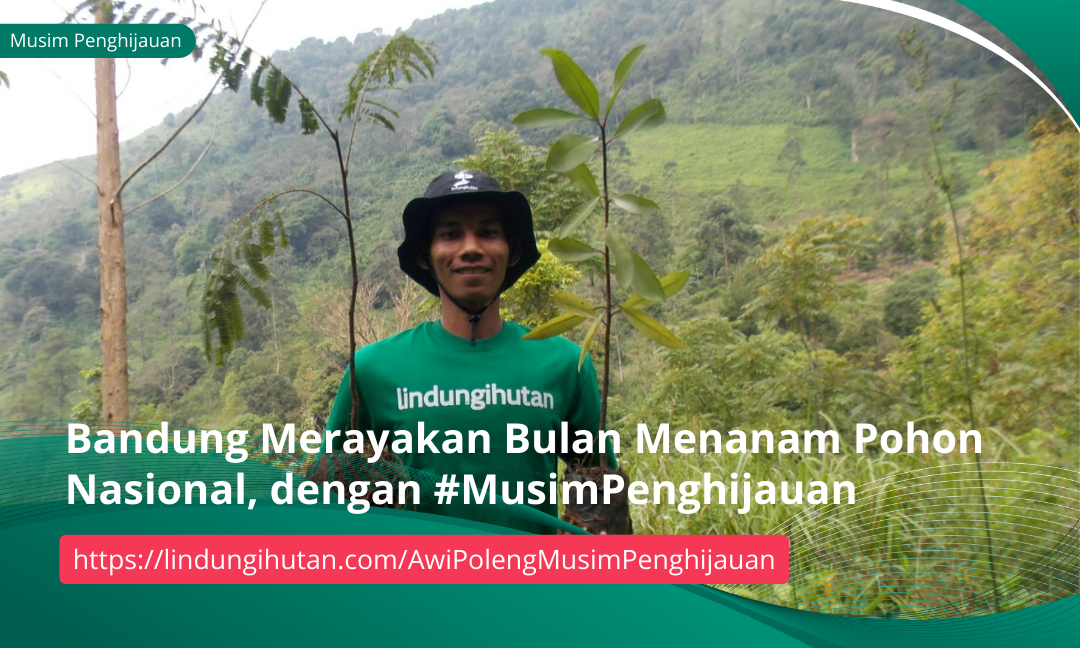 Musim Penghijauan
lindungihutan
Bandung Merayakan Bulan Menanam Pohon
Nasional, dengan #MusimPenghijauan
https://lindungihutan.com/AwiPolengMusimPenghijauan